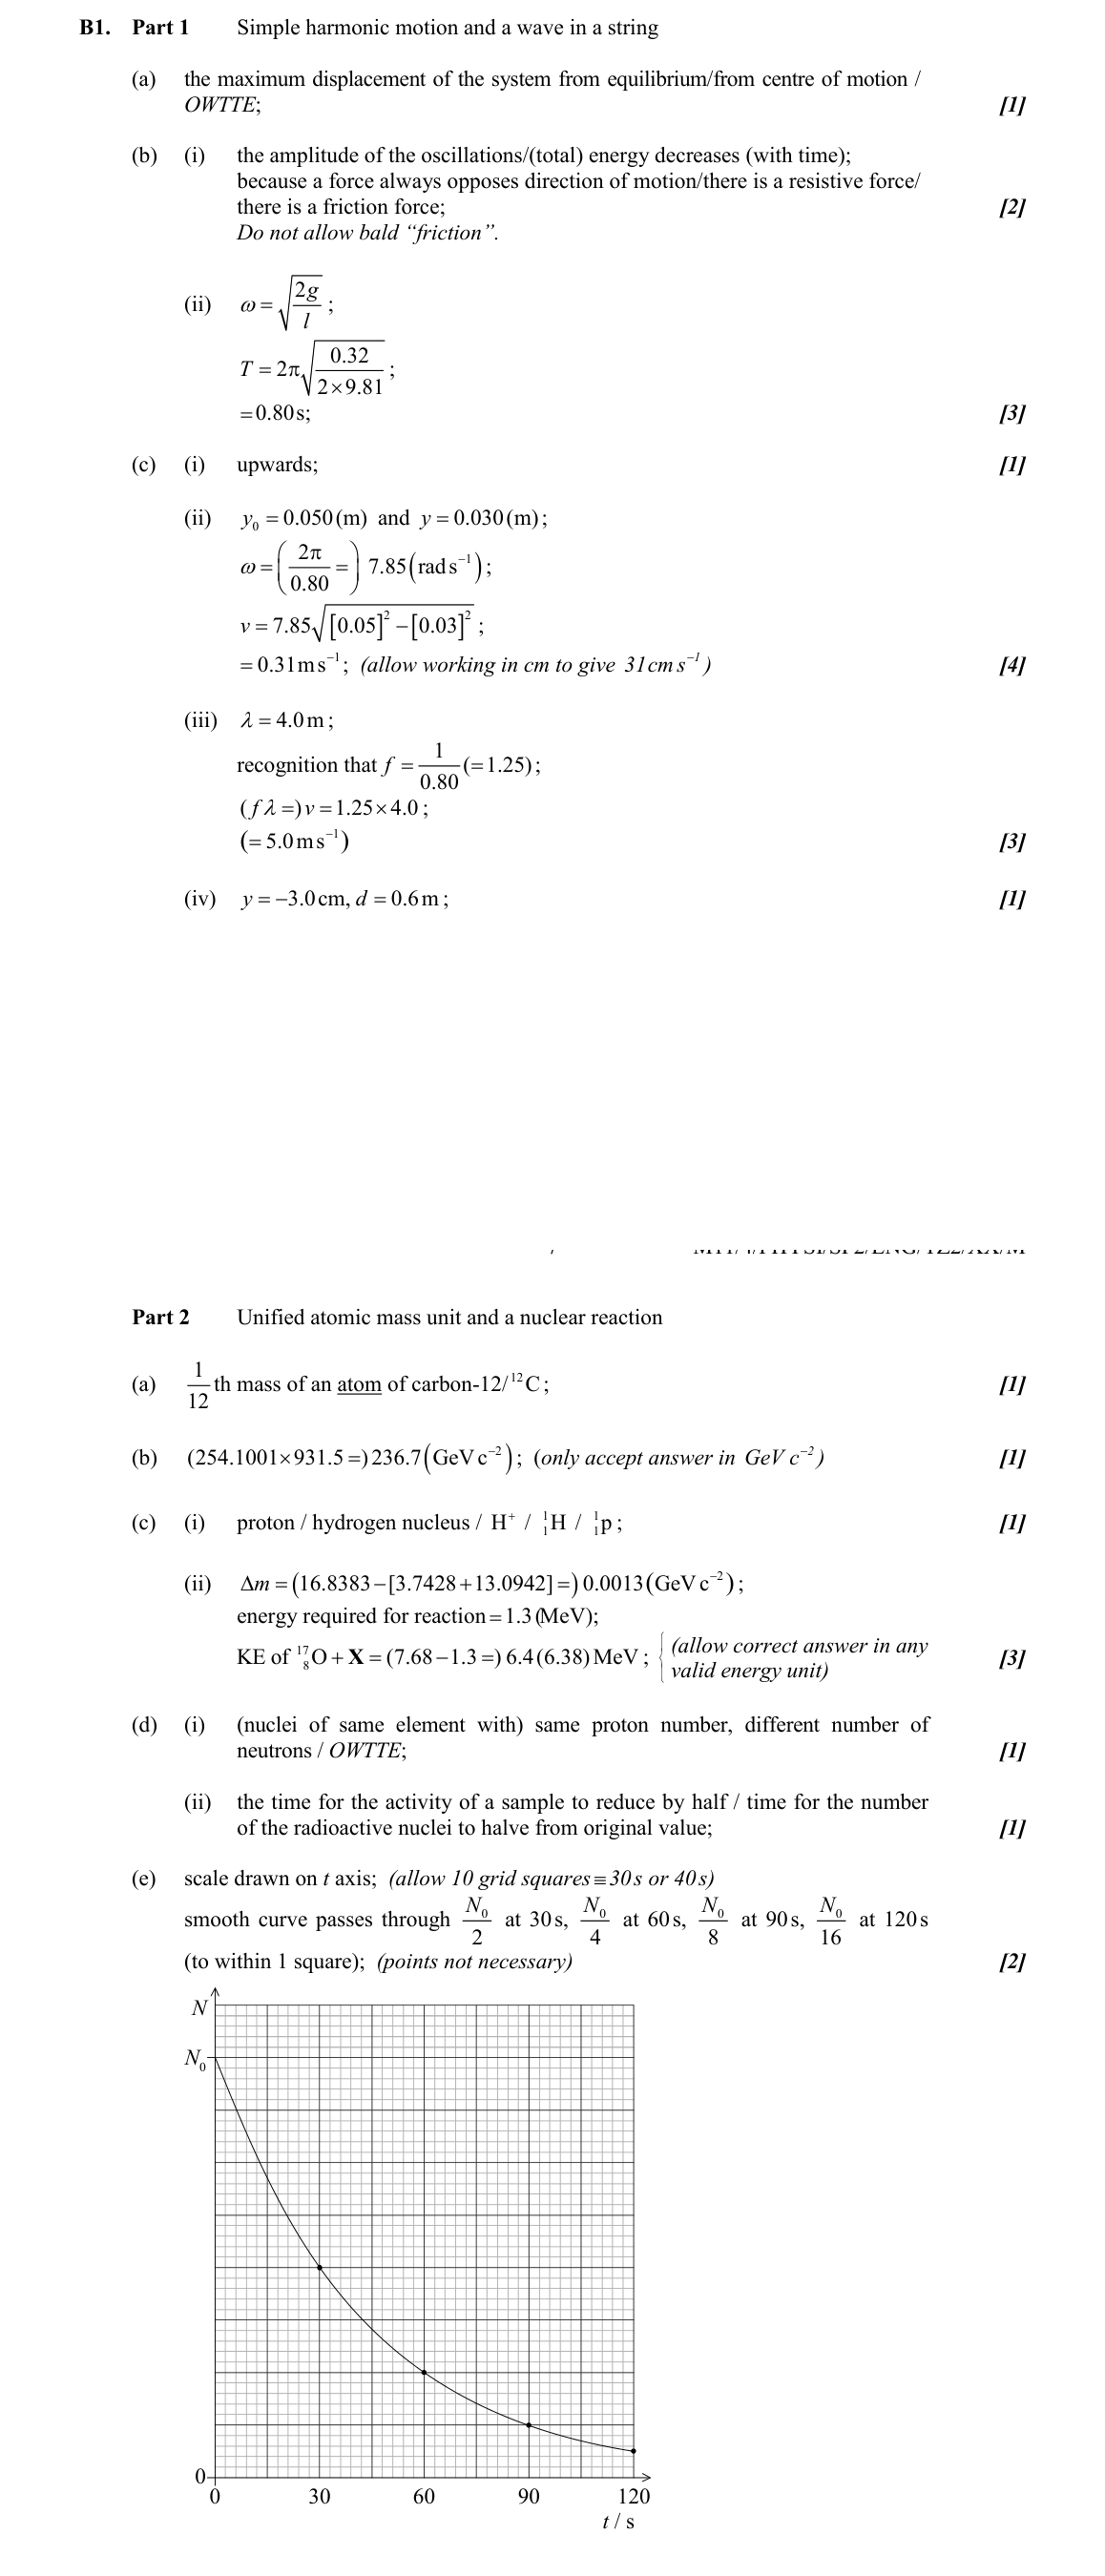 B1. Part 1 Simple harmonic motion and a wave in a string
(a) the maximum displacement of the system from equilibrium/from centre of motion /
OWTTE; [1]
(b) (i) the amplitude of the oscillations/(total) energy decreases (with time);
because a force always opposes direction of motion/there is a resistive force/
there is a friction force; [2]
Do not allow bald “friction”.
(ii) ω = √(2g/l) ;
T = 2π√(0.32/(2×9.81)) ;
= 0.80 s; [3]
(c) (i) upwards; [1]
(ii) y₀ = 0.050 (m) and y = 0.030 (m) ;
ω = (2π/0.80 =) 7.85 (rad s⁻¹) ;
v = 7.85√([0.05]² − [0.03]²) ;
= 0.31 m s⁻¹; (allow working in cm to give 31 cm s⁻¹) [4]
(iii) λ = 4.0 m ;
recognition that f = 1/0.80 (= 1.25) ;
(f λ =) v = 1.25 × 4.0 ;
(= 5.0 m s⁻¹) [3]
(iv) y = −3.0 cm, d = 0.6 m ; [1]
Part 2 Unified atomic mass unit and a nuclear reaction
(a) 1/12 th mass of an atom of carbon-12/¹²C ; [1]
(b) (254.1001×931.5 =) 236.7 (GeV c⁻²) ; (only accept answer in GeV c⁻²) [1]
(c) (i) proton / hydrogen nucleus / H⁺ / ¹₁H / ¹₁p ; [1]
(ii) Δm = (16.8383 − [3.7428 + 13.0942] =) 0.0013 (GeV c⁻²) ;
energy required for reaction = 1.3 (MeV);
KE of ¹⁷₈O + X = (7.68 − 1.3 =) 6.4 (6.38) MeV ; { (allow correct answer in any
valid energy unit) [3]
(d) (i) (nuclei of same element with) same proton number, different number of
neutrons / OWTTE; [1]
(ii) the time for the activity of a sample to reduce by half / time for the number
of the radioactive nuclei to halve from original value; [1]
(e) scale drawn on t axis; (allow 10 grid squares ≡ 30 s or 40 s)
smooth curve passes through N₀/2 at 30 s, N₀/4 at 60 s, N₀/8 at 90 s, N₀/16 at 120 s
(to within 1 square); (points not necessary) [2]
N
N₀
0
0 30 60 90 120
t / s